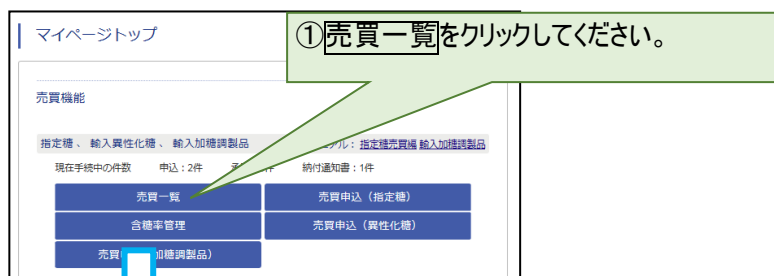 マイページトップ
①売買一覧をクリックしてください。
売買機能
指定糖 、 輸入異性化糖 、 輸入加糖調製品 アル： 指定糖売買編 輸入加糖調製品
現在手続中の件数 申込：2件 件 納付通知書：1件
売買一覧 売買申込（指定糖）
含糖率管理 売買申込（異性化糖）
売買 加糖調製品）